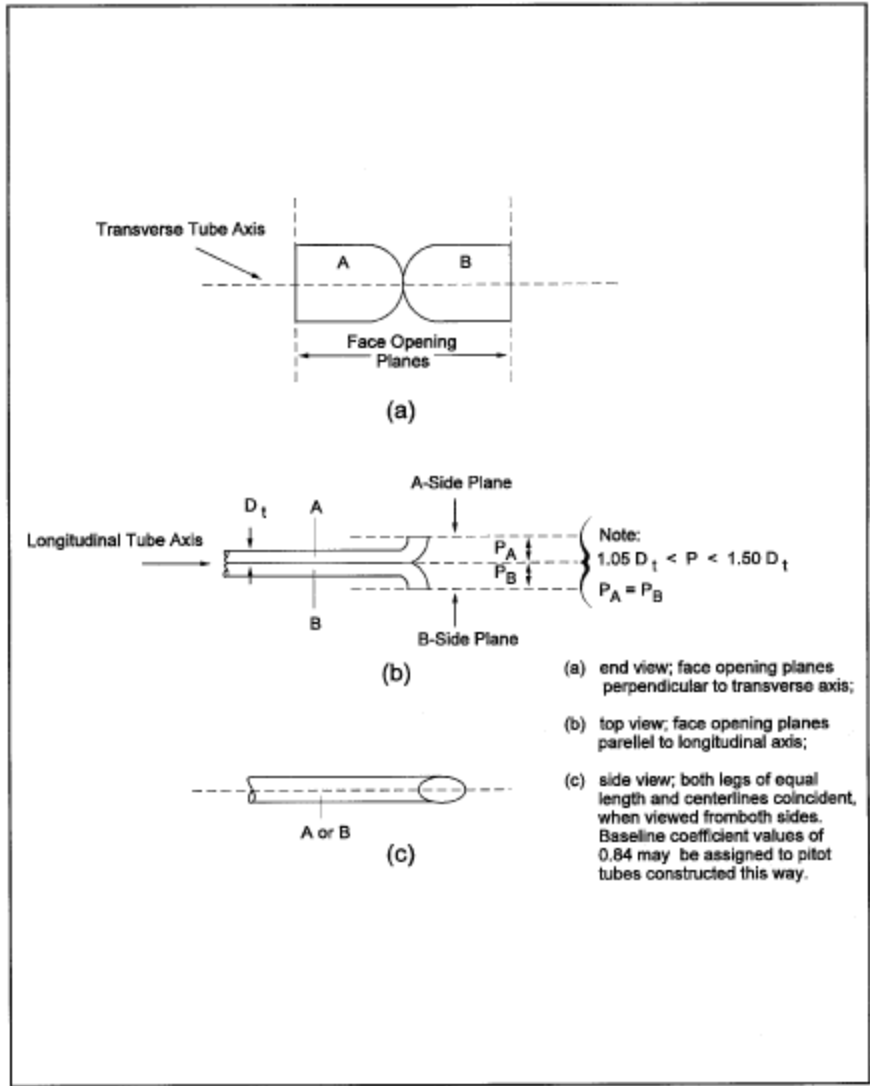 Transverse Tube Axis
A
B
Face Opening
Planes
(a)
A-Side Plane
D t
A
Longitudinal Tube Axis
P A
P B
Note:
1.05 D t < P < 1.50 D t
P A = P B
B
B-Side Plane
(b)
(a) end view; face opening planes
perpendicular to transverse axis;
(b) top view; face opening planes
parellel to longitudinal axis;
A or B
(c)
(c) side view; both legs of equal
length and centerlines coincident,
when viewed fromboth sides.
Baseline coefficient values of
0.84 may be assigned to pitot
tubes constructed this way.